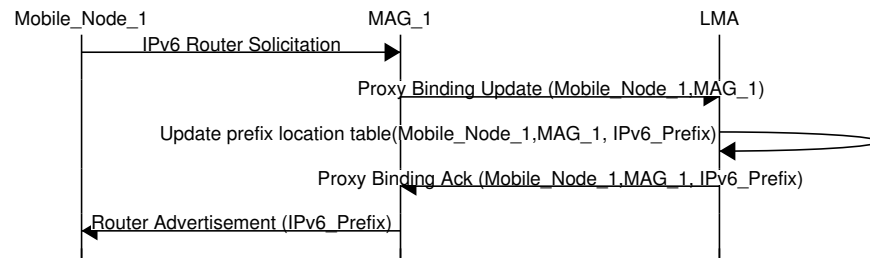 Mobile_Node_1 MAG_1 LMA
IPv6 Router Solicitation
Proxy Binding Update (Mobile_Node_1,MAG_1)
Update prefix location table(Mobile_Node_1,MAG_1, IPv6_Prefix)
Proxy Binding Ack (Mobile_Node_1,MAG_1, IPv6_Prefix)
Router Advertisement (IPv6_Prefix)